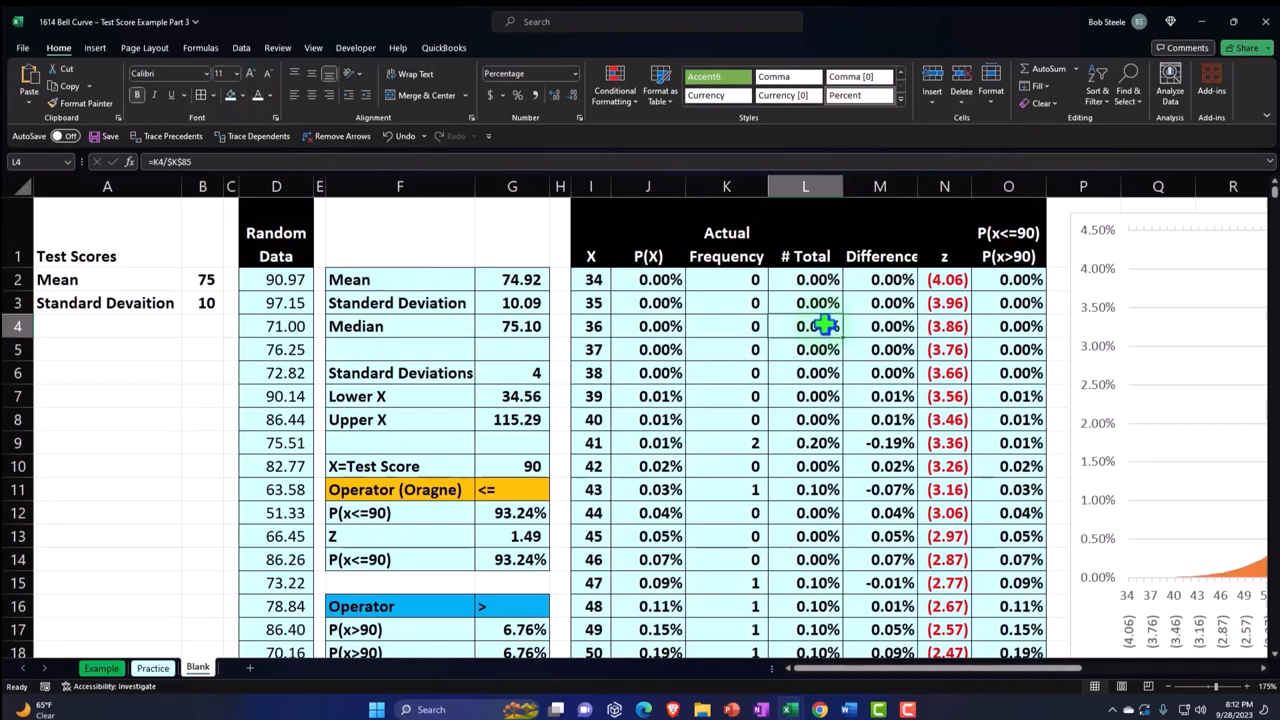 1614 Bell Curve - Test Score Example Part 3
Search
Bob Steele BS
File Home Insert Page Layout Formulas Data Review View Developer Help QuickBooks
Comments Share
Paste Cut Copy Format Painter
Calibri 11
Wrap Text
Merge & Center
Percentage
Conditional Formatting Format as Table
Accent6 Comma Comma [0]
Currency Currency [0] Percent
Insert Delete Format
AutoSum Fill Clear
Sort & Filter Find & Select
Analyze Data
Add-ins
Clipboard Font Alignment Number Styles Cells Editing Analysis Add-ins
AutoSave Off Save Trace Precedents Trace Dependents Remove Arrows Undo Redo
L4 fx =K4/$K$85
A B C D E F G H I J K L M N O P Q R
1 Test Scores Random Data X P(X) Actual Frequency # Total Difference z P(x<=90) P(x>90)
2 Mean 75 90.97 Mean 74.92 34 0.00% 0 0.00% 0.00% (4.06) 0.00%
3 Standard Devaition 10 97.15 Standerd Deviation 10.09 35 0.00% 0 0.00% 0.00% (3.96) 0.00%
4 71.00 Median 75.10 36 0.00% 0 % 0.00% (3.86) 0.00%
5 76.25 37 0.00% 0 0.00% 0.00% (3.76) 0.00%
6 72.82 Standard Deviations 4 38 0.00% 0 0.00% 0.00% (3.66) 0.00%
7 90.14 Lower X 34.56 39 0.01% 0 0.00% 0.01% (3.56) 0.01%
8 86.44 Upper X 115.29 40 0.01% 0 0.00% 0.01% (3.46) 0.01%
9 75.51 41 0.01% 2 0.20% -0.19% (3.36) 0.01%
10 82.77 X=Test Score 90 42 0.02% 0 0.00% 0.02% (3.26) 0.02%
11 63.58 Operator (Oragne) <= 43 0.03% 1 0.10% -0.07% (3.16) 0.03%
12 51.33 P(x<=90) 93.24% 44 0.04% 0 0.00% 0.04% (3.06) 0.04%
13 66.45 Z 1.49 45 0.05% 0 0.00% 0.05% (2.97) 0.05%
14 86.26 P(x<=90) 93.24% 46 0.07% 0 0.00% 0.07% (2.87) 0.07%
15 73.22 47 0.09% 1 0.10% -0.01% (2.77) 0.09%
16 78.84 Operator > 48 0.11% 1 0.10% 0.01% (2.67) 0.11%
17 86.40 P(x>90) 6.76% 49 0.15% 1 0.10% 0.05% (2.57) 0.15%
18 70.16 P(x>90) 6.76% 50 0.19% 1 0.10% 0.09% (2.47) 0.19%
4.50%
4.00%
3.50%
3.00%
2.50%
2.00%
1.50%
1.00%
0.50%
0.00%
34 37 40 43 46 49
(4.06) (3.76) (3.46) (3.16) (2.87) (2.57)
Example Practice Blank
Ready Accessibility: Investigate 175%
65°F
Clear
Search
8:12 PM
9/28/2023